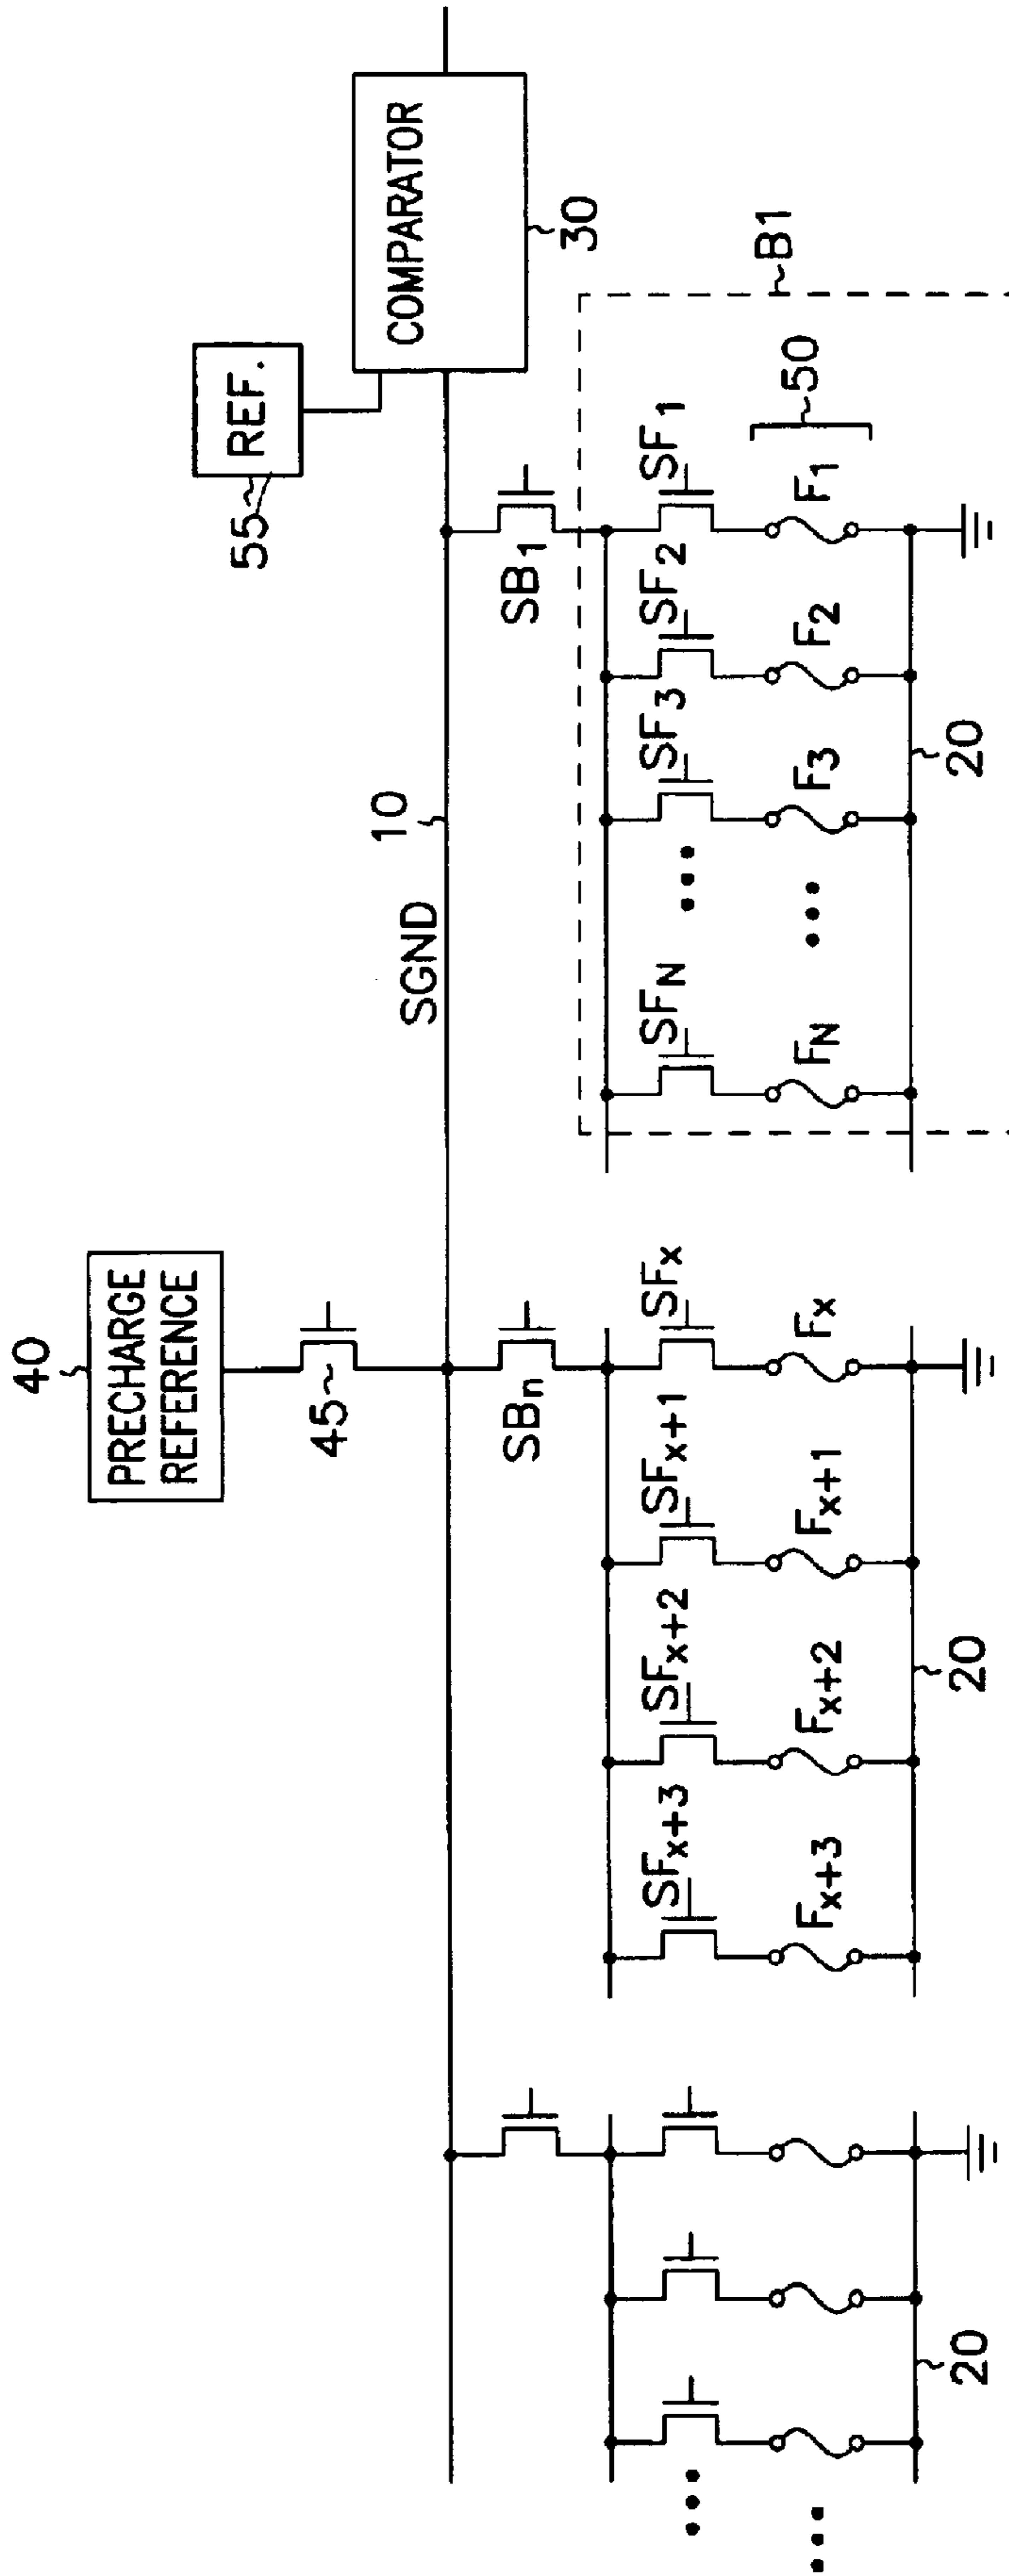 40
PRECHARGE
REFERENCE
45
55
REF.
COMPARATOR
30
SGND
10
SBn
SB1
B1
SFx+3
SFx+2
SFx+1
SFx
SFN
...
SF3
SF2
SF1
...
Fx+3
Fx+2
Fx+1
Fx
FN
...
F3
F2
F1
50
...
20
20
20